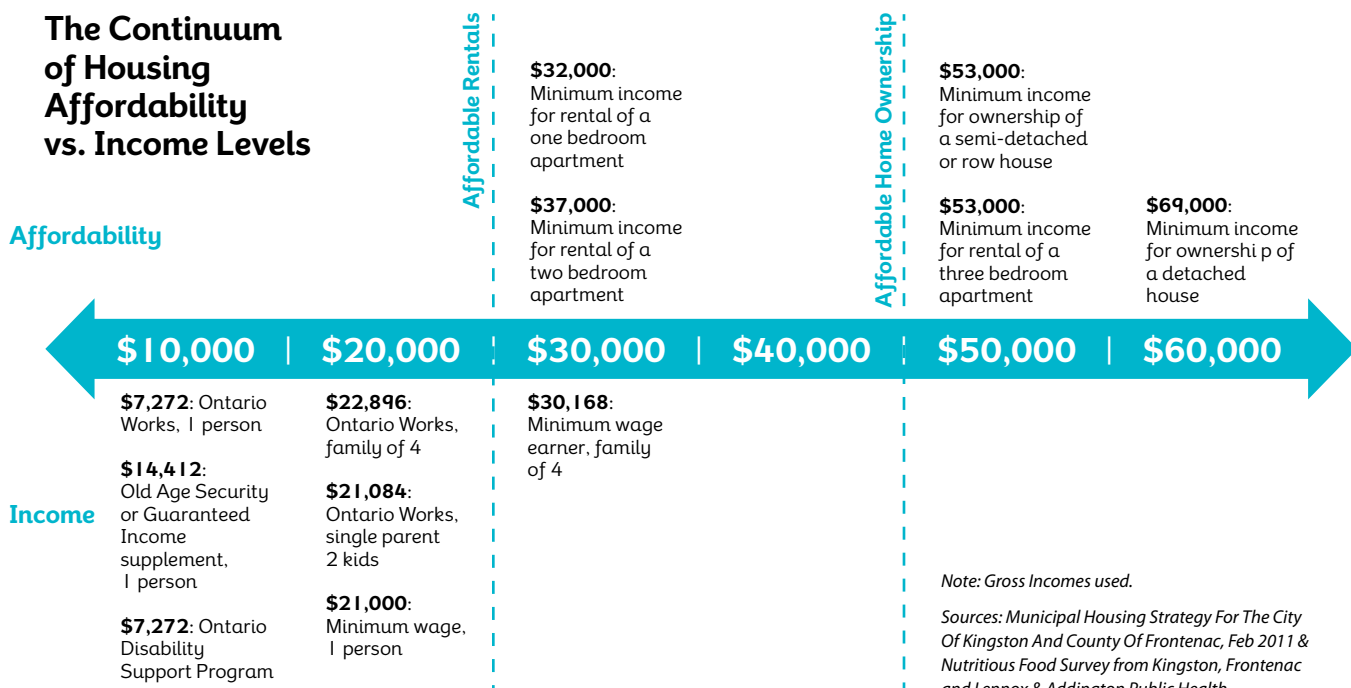 The Continuum
of Housing
Affordability
vs. Income Levels
Affordable Rentals
$32,000:
Minimum income
for rental of a
one bedroom
apartment
$37,000:
Minimum income
for rental of a
two bedroom
apartment
Affordable Home Ownership
$53,000:
Minimum income
for ownership of
a semi-detached
or row house
$53,000:
Minimum income
for rental of a
three bedroom
apartment
$69,000:
Minimum income
for ownershi p of
a detached
house
Affordability
$10,000 | $20,000 $30,000 | $40,000 $50,000 | $60,000
Income
$7,272: Ontario
Works, 1 person
$14,412:
Old Age Security
or Guaranteed
Income
supplement,
1 person
$7,272: Ontario
Disability
Support Program
$22,896:
Ontario Works,
family of 4
$21,084:
Ontario Works,
single parent
2 kids
$21,000:
Minimum wage,
1 person
$30,168:
Minimum wage
earner, family
of 4
Note: Gross Incomes used.
Sources: Municipal Housing Strategy For The City
Of Kingston And County Of Frontenac, Feb 2011 &
Nutritious Food Survey from Kingston, Frontenac
and Lennox & Addington Public Health